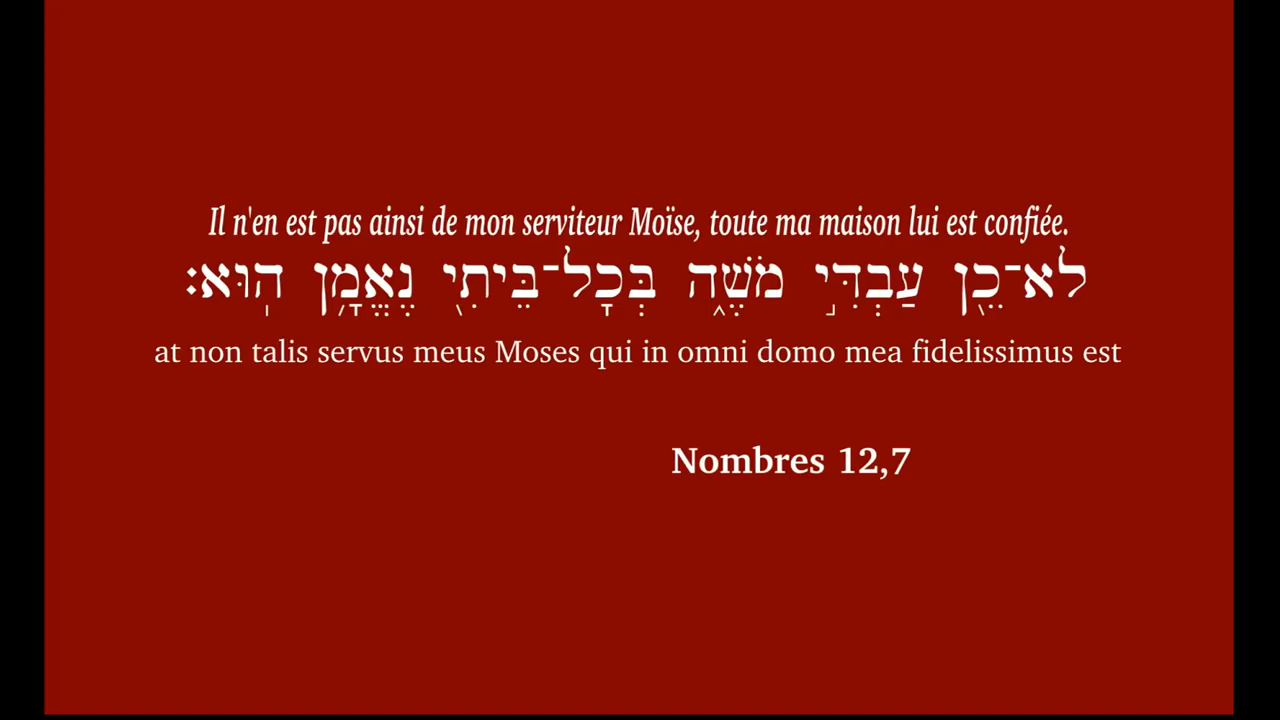 Il n'en est pas ainsi de mon serviteur Moïse, toute ma maison lui est confiée.
לֹא־כֵ֖ן עַבְדִּ֣י מֹשֶׁ֑ה בְּכָל־בֵּיתִ֖י נֶאֱמָ֥ן הֽוּא׃
at non talis servus meus Moses qui in omni domo mea fidelissimus est
Nombres 12,7